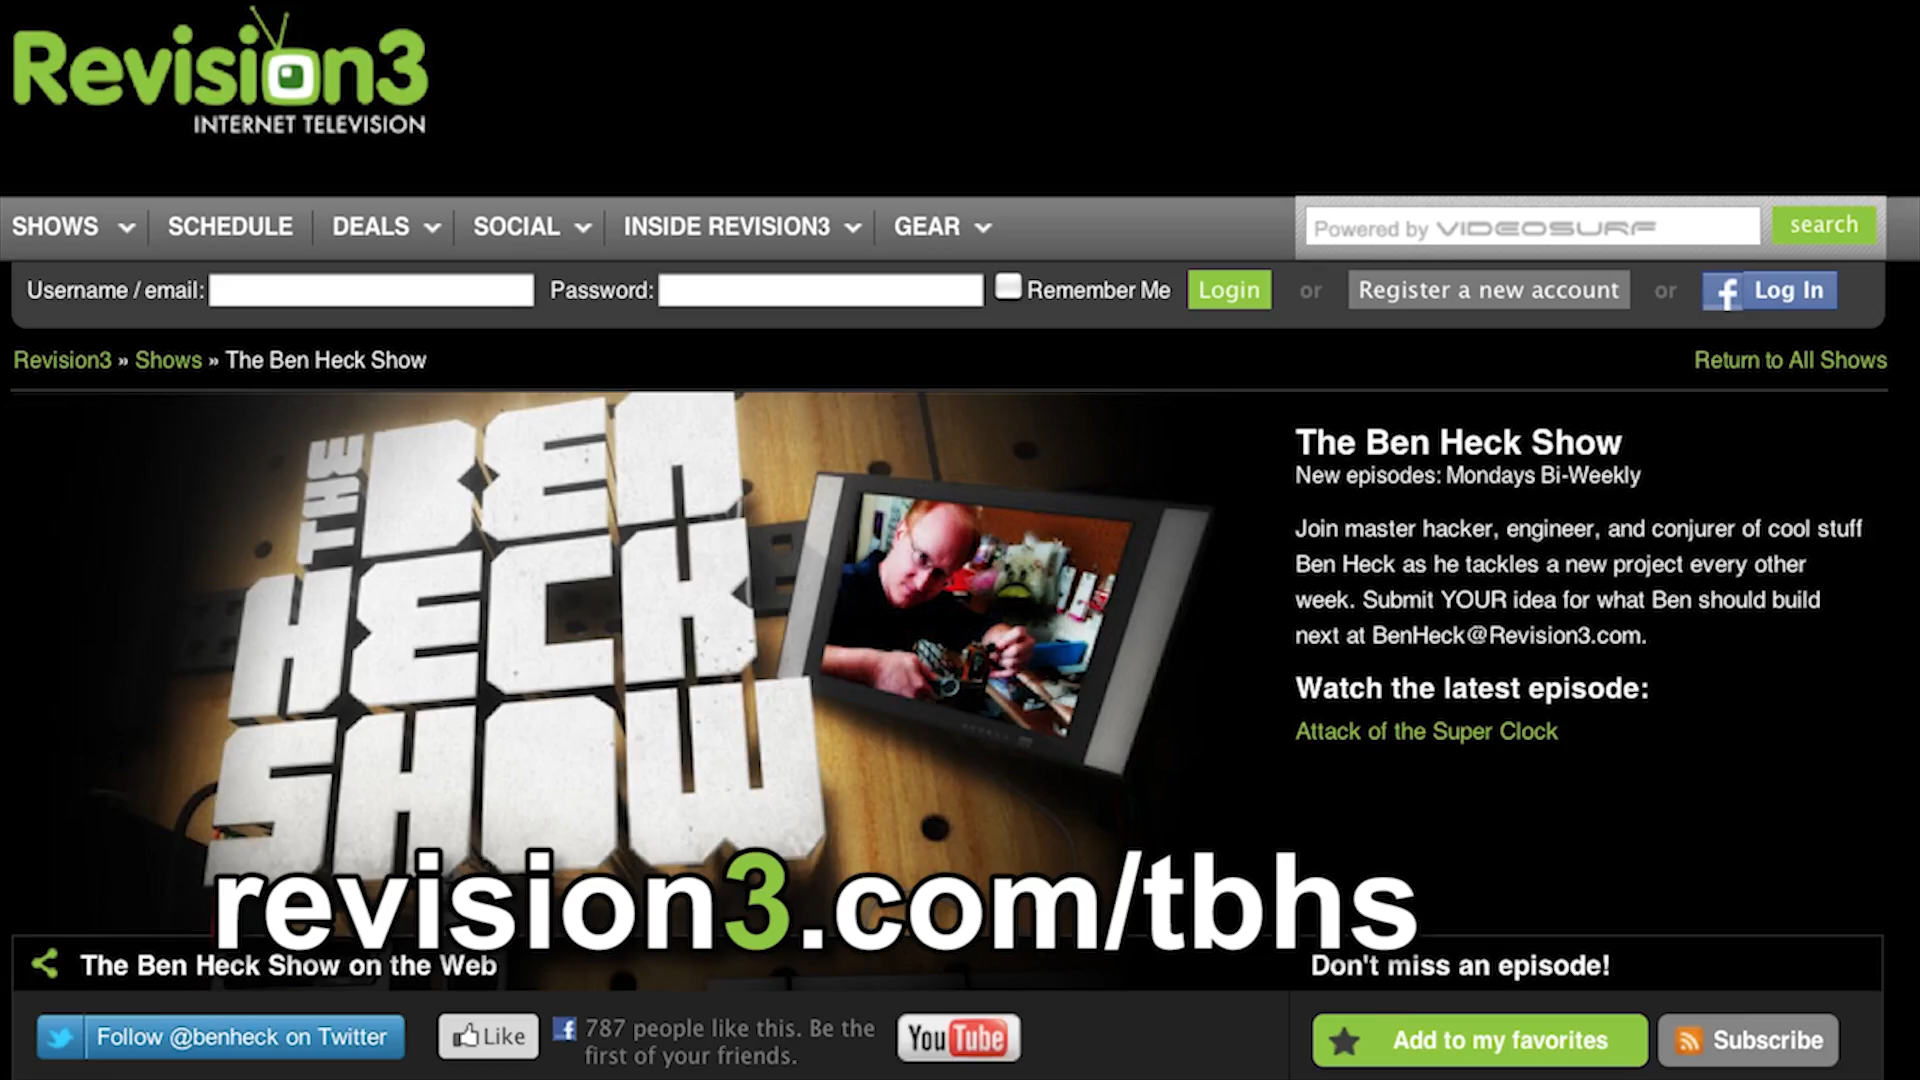 Revision3
INTERNET TELEVISION
SHOWS
SCHEDULE
DEALS
SOCIAL
INSIDE REVISION3
GEAR
Powered by VIDEOSURF
search
Username / email:
Password:
Remember Me
Login
or
Register a new account
or
f Log In
Revision3 » Shows » The Ben Heck Show
Return to All Shows
THE BEN
HECK
SHOW
The Ben Heck Show
New episodes: Mondays Bi-Weekly
Join master hacker, engineer, and conjurer of cool stuff
Ben Heck as he tackles a new project every other
week. Submit YOUR idea for what Ben should build
next at BenHeck@Revision3.com.
Watch the latest episode:
Attack of the Super Clock
revision3.com/tbhs
The Ben Heck Show on the Web
Don't miss an episode!
Follow @benheck on Twitter
Like
f 787 people like this. Be the
first of your friends.
YouTube
Add to my favorites
Subscribe